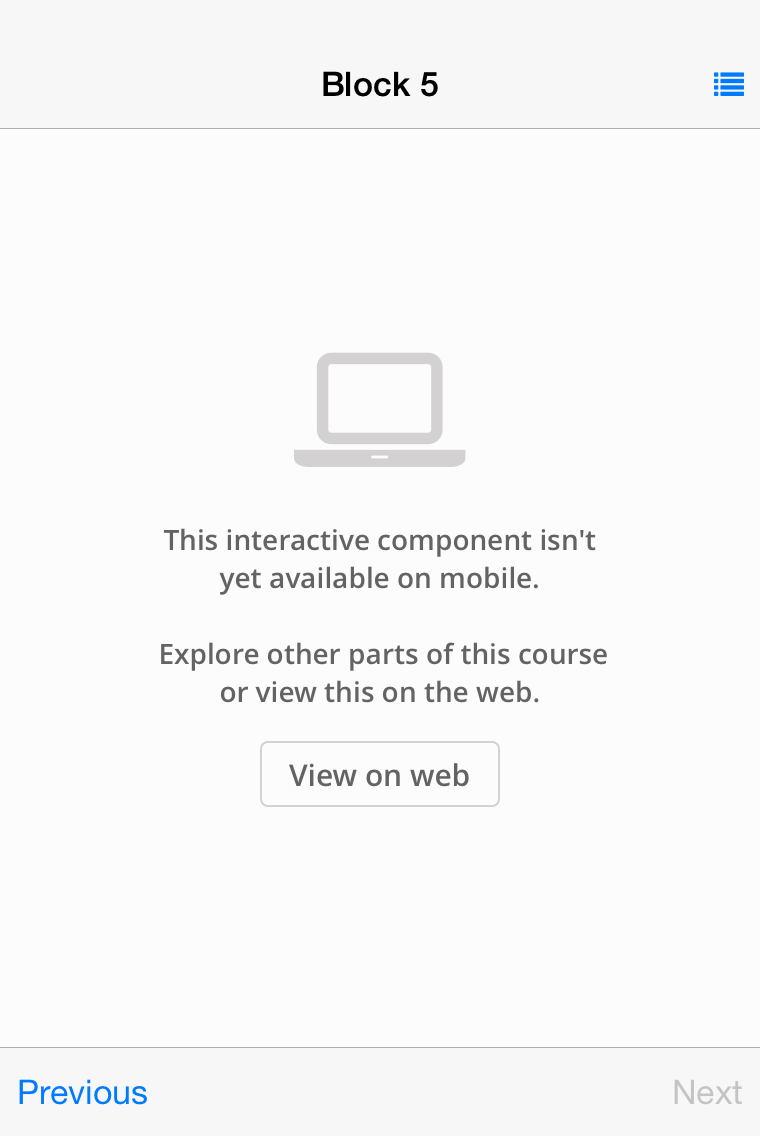 Block 5
This interactive component isn't
yet available on mobile.
Explore other parts of this course
or view this on the web.
View on web
Previous
Next